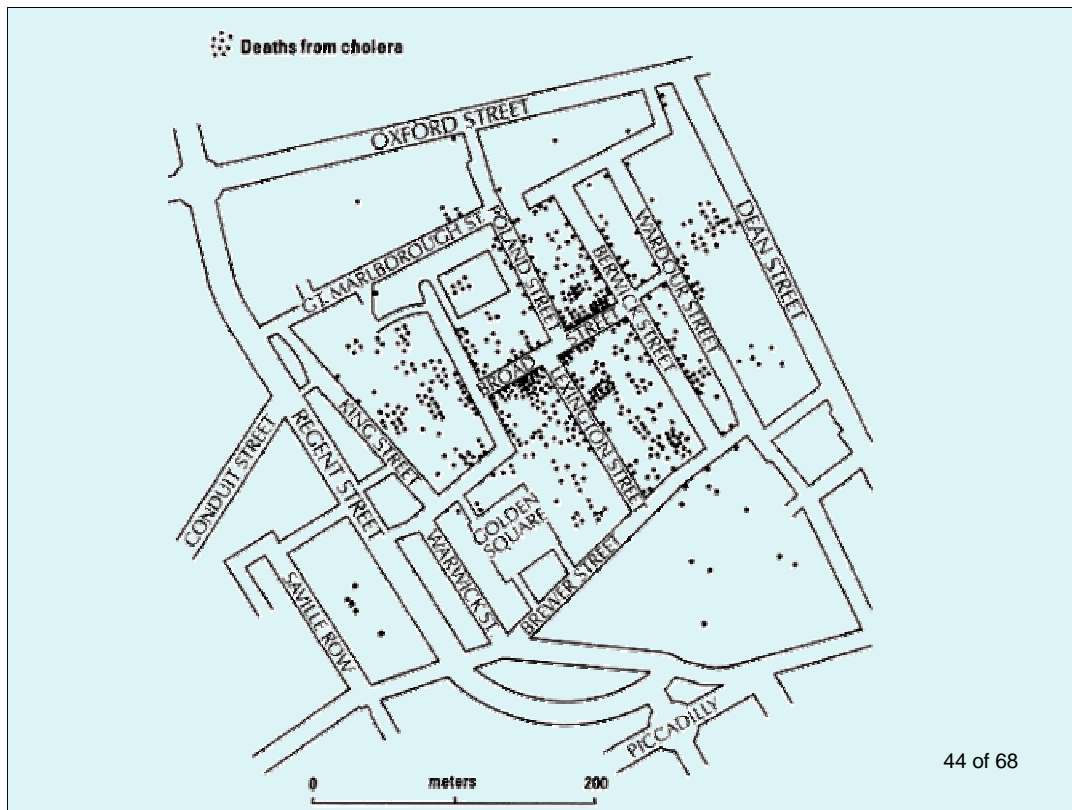 Deaths from cholera
OXFORD STREET
GT. MARLBOROUGH ST.
POLAND STREET
BERWICK STREET
WARDOUR STREET
DEAN STREET
BROAD STREET
LEXINGTON STREET
KING STREET
REGENT STREET
CONDUIT STREET
GOLDEN
SQUARE
WARWICK ST.
BREWER STREET
SAVILLE ROW
PICCADILLY
44 of 68
0 meters 200